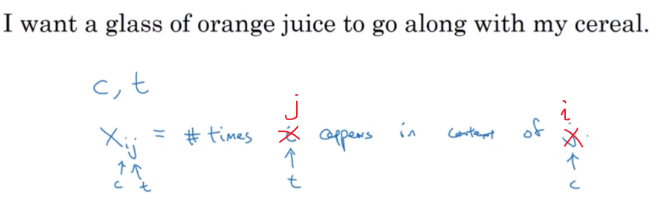 I want a glass of orange juice to go along with my cereal.
c, t
j i
Xij = # times appears in context of
c t t c